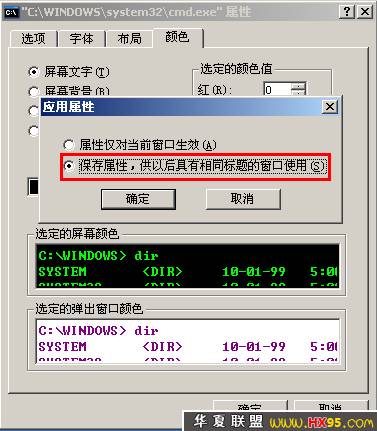 "C:\WINDOWS\system32\cmd.exe" 属性
选项 字体 布局 颜色
屏幕文字(T)
屏幕背景(B)
选定的颜色值
红(R): 0
应用属性
属性仅对当前窗口生效(A)
保存属性，供以后具有相同标题的窗口使用(S)
确定 取消
选定的屏幕颜色
C:\WINDOWS> dir
SYSTEM <DIR> 10-01-99 5:00
选定的弹出窗口颜色
C:\WINDOWS> dir
SYSTEM <DIR> 10-01-99 5:00
确定 取消
华夏联盟 www.HX95.com